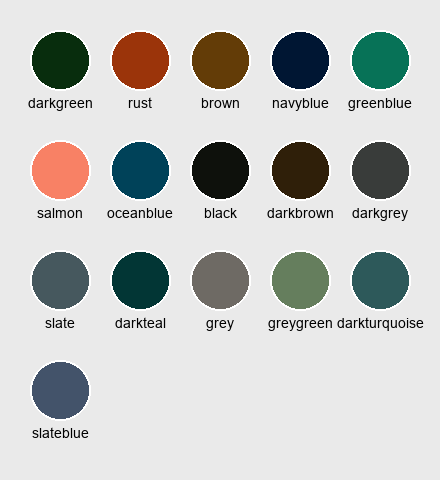 darkgreen rust brown navyblue greenblue
salmon oceanblue black darkbrown darkgrey
slate darkteal grey greygreen darkturquoise
slateblue